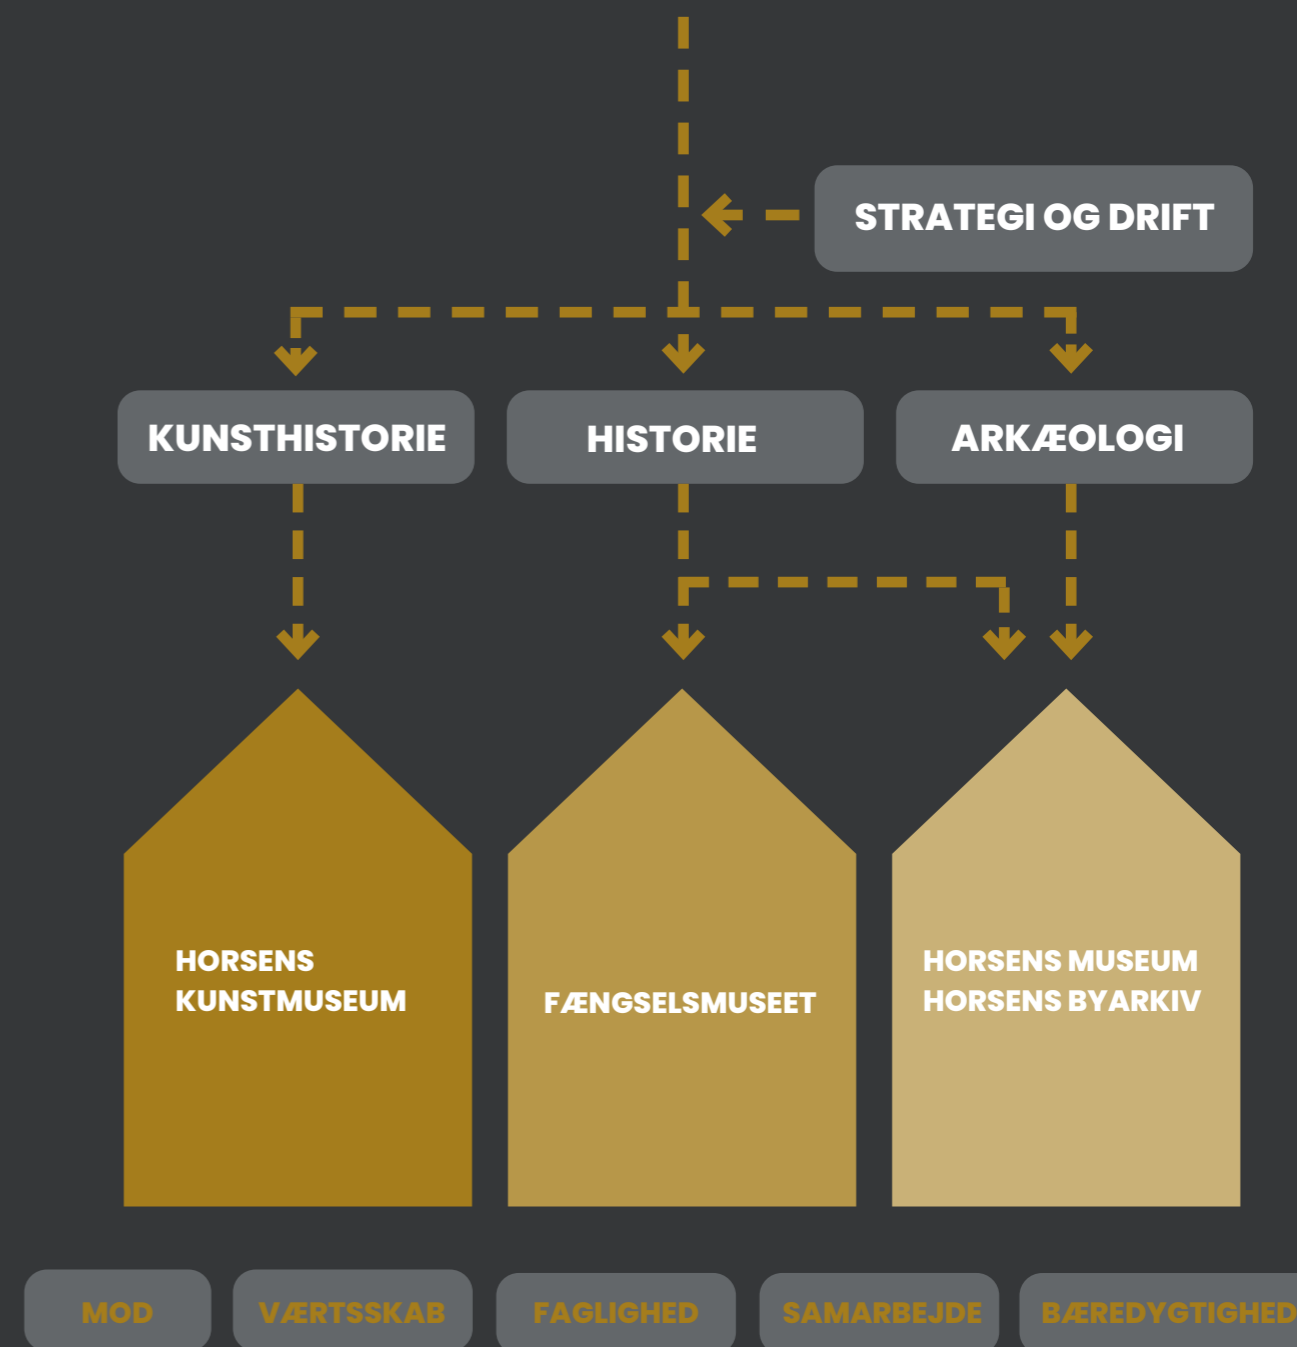 STRATEGI OG DRIFT
KUNSTHISTORIE
HISTORIE
ARKÆOLOGI
HORSENS
KUNSTMUSEUM
FÆNGSELSMUSEET
HORSENS MUSEUM
HORSENS BYARKIV
MOD
VÆRTSSKAB
FAGLIGHED
SAMARBEJDE
BÆREDYGTIGHED